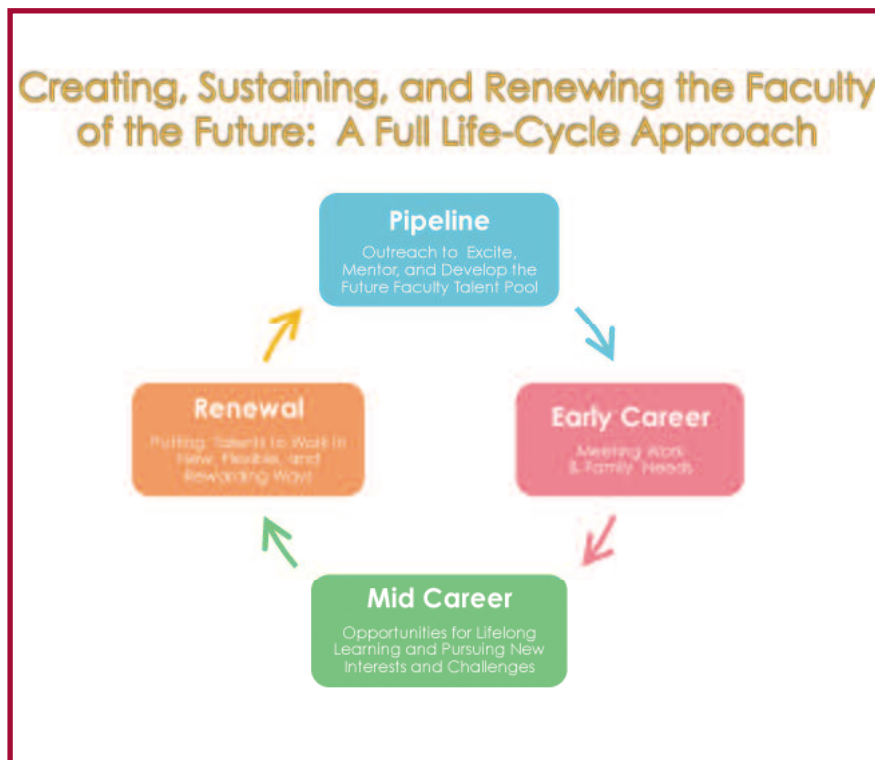 Creating, Sustaining, and Renewing the Faculty
of the Future: A Full Life-Cycle Approach
Pipeline
Outreach to Excite,
Mentor, and Develop the
Future Faculty Talent Pool
Early Career
Meeting Work
& Family Needs
Mid Career
Opportunities for Lifelong
Learning and Pursuing New
Interests and Challenges
Renewal
Putting Talents to Work in
New, Flexible, and
Rewarding Ways